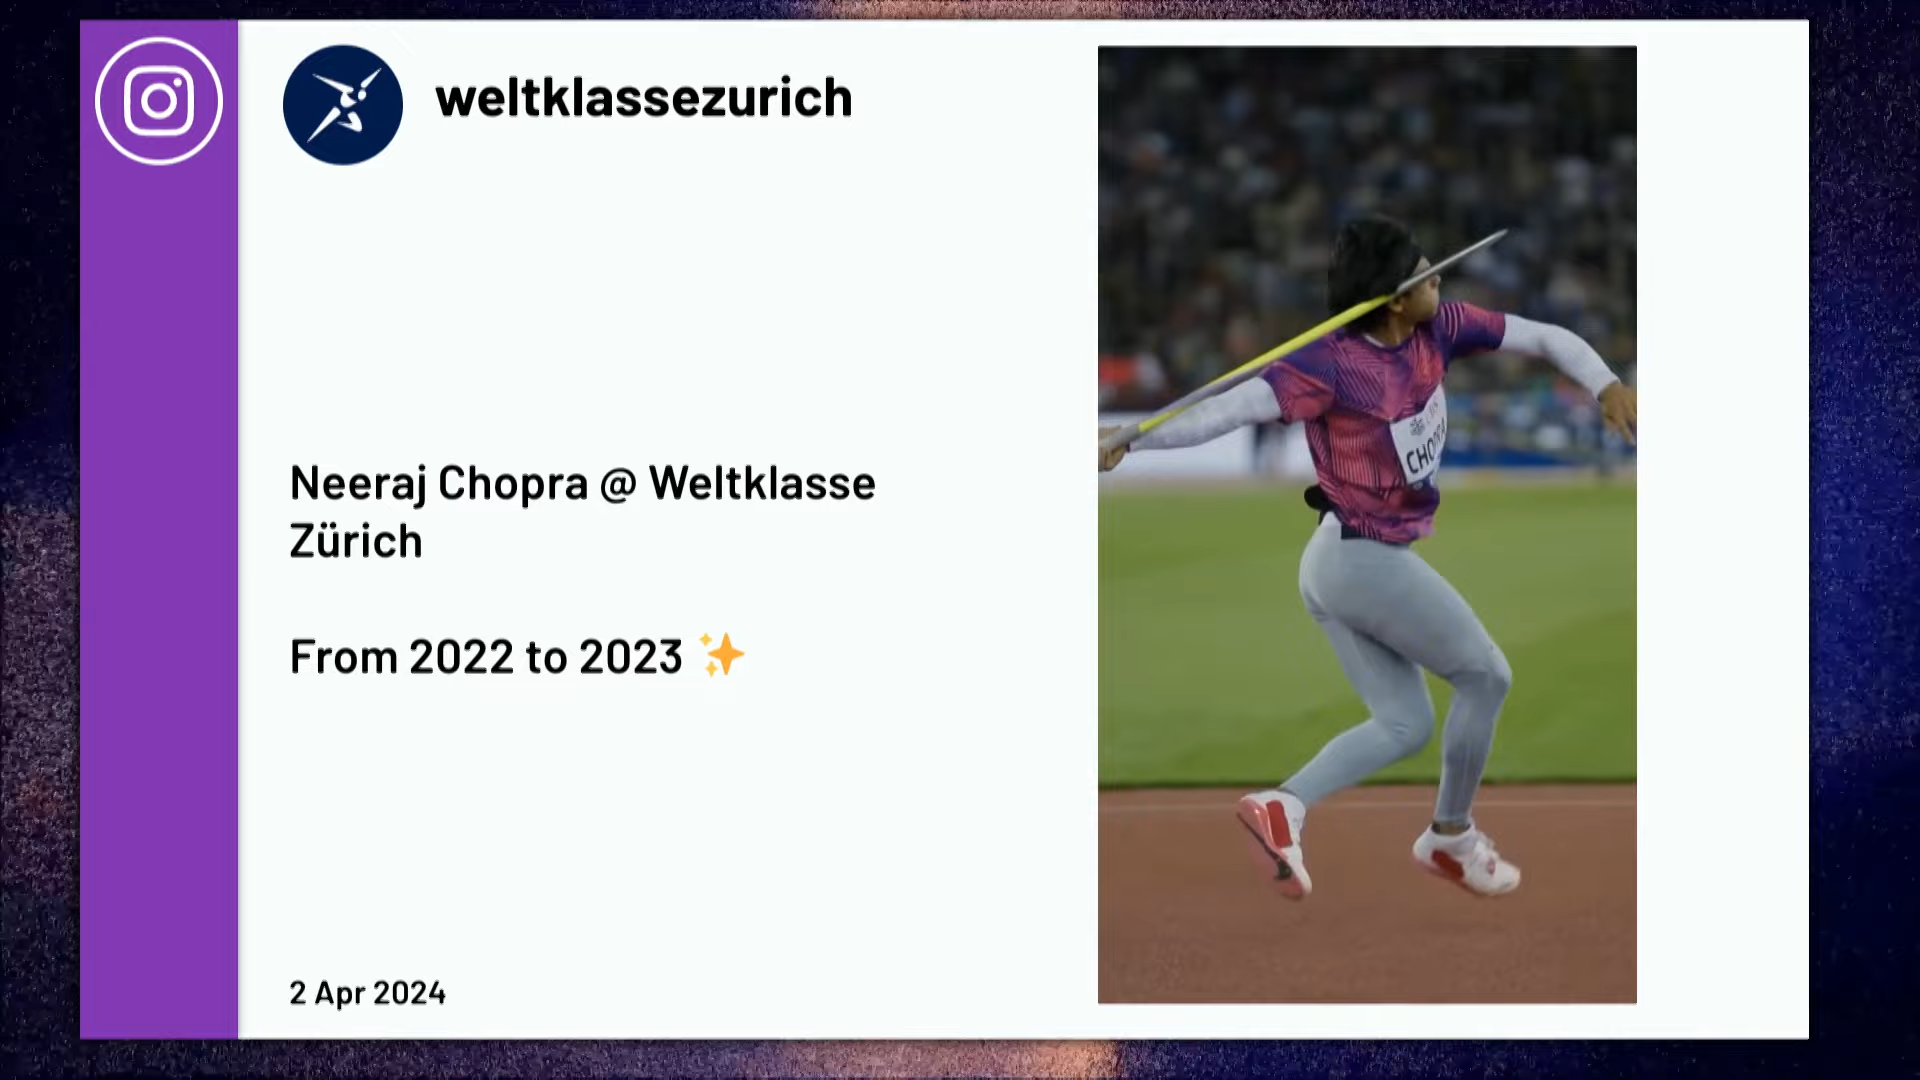 weltklassezurich
Neeraj Chopra @ Weltklasse
Zürich
From 2022 to 2023 ✨
2 Apr 2024
CHOPRA